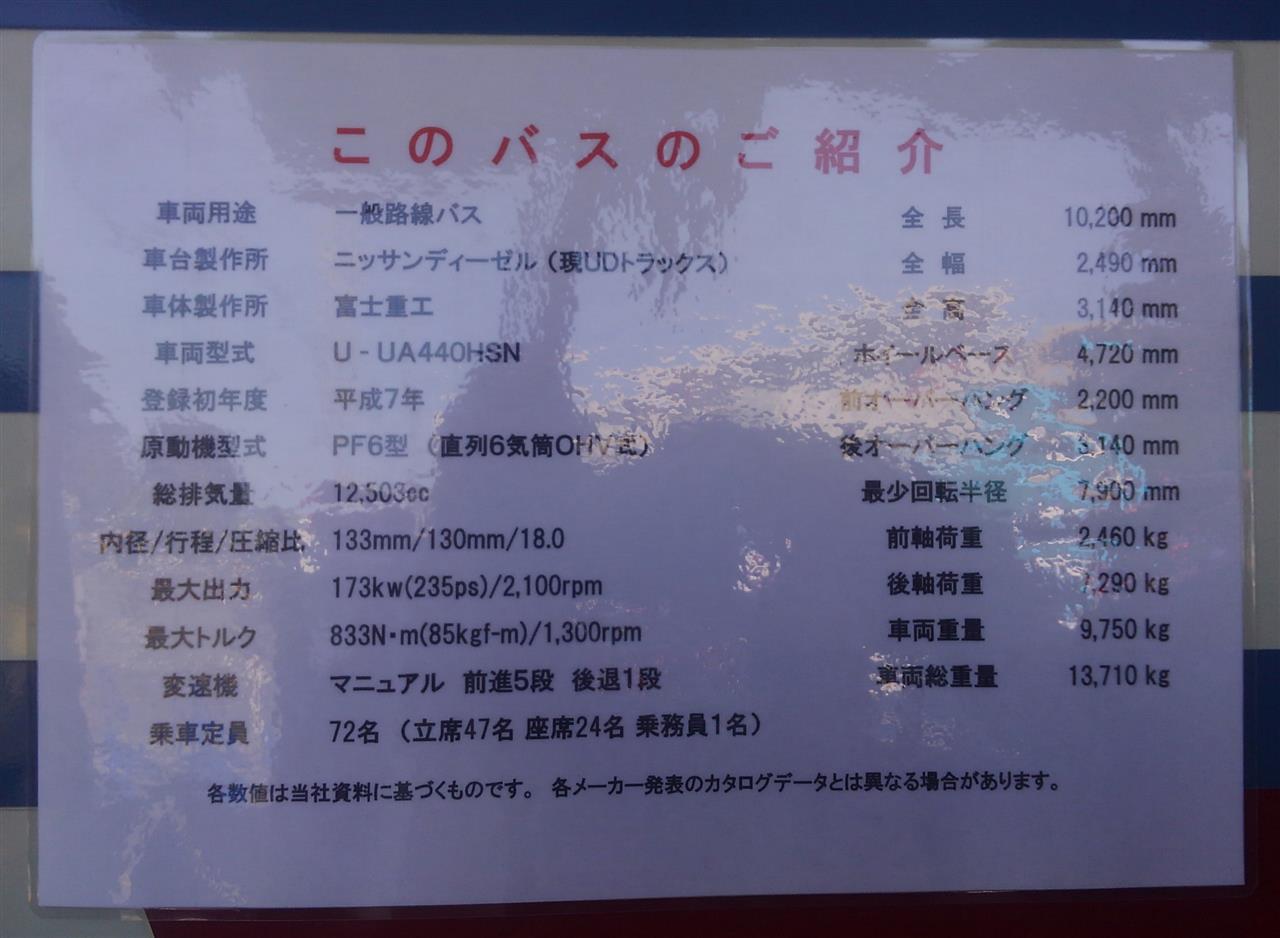 このバスのご紹介
車両用途 一般路線バス 全長 10,200 mm
車台製作所 ニッサンディーゼル（現UDトラックス） 全幅 2,490 mm
車体製作所 富士重工 全高 3,140 mm
車両型式 U - UA440HSN ホイールベース 4,720 mm
登録初年度 平成7年 前オーバーハング 2,200 mm
原動機型式 PF6型 （直列6気筒OHV式） 後オーバーハング 3,140 mm
総排気量 12,503cc 最少回転半径 7,900 mm
内径/行程/圧縮比 133mm/130mm/18.0 前軸荷重 2,460 kg
最大出力 173kw(235ps)/2,100rpm 後軸荷重 7,290 kg
最大トルク 833N・m(85kgf-m)/1,300rpm 車両重量 9,750 kg
変速機 マニュアル 前進5段 後退1段 車両総重量 13,710 kg
乗車定員 72名 （立席47名 座席24名 乗務員1名）
各数値は当社資料に基づくものです。 各メーカー発表のカタログデータとは異なる場合があります。